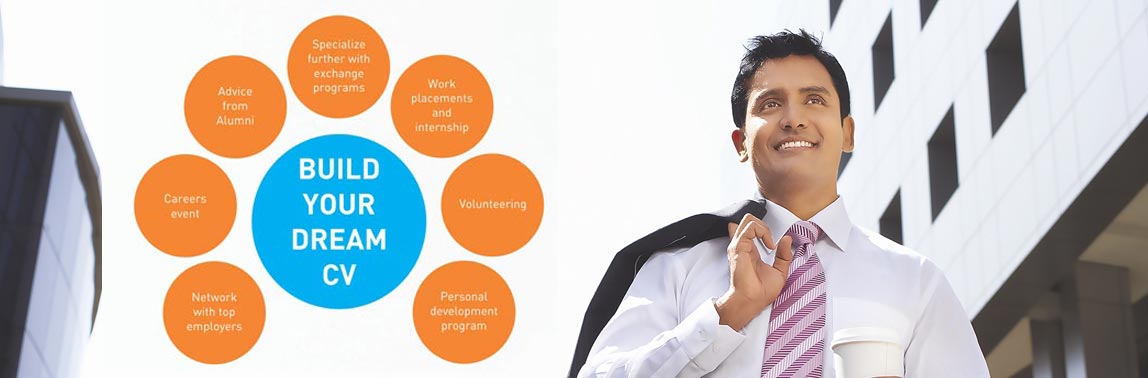 BUILD
YOUR
DREAM
CV
Network
with top
employers
Careers
event
Advice
from
Alumni
Specialize
further with
exchange
programs
Work
placements
and
internship
Volunteering
Personal
development
program